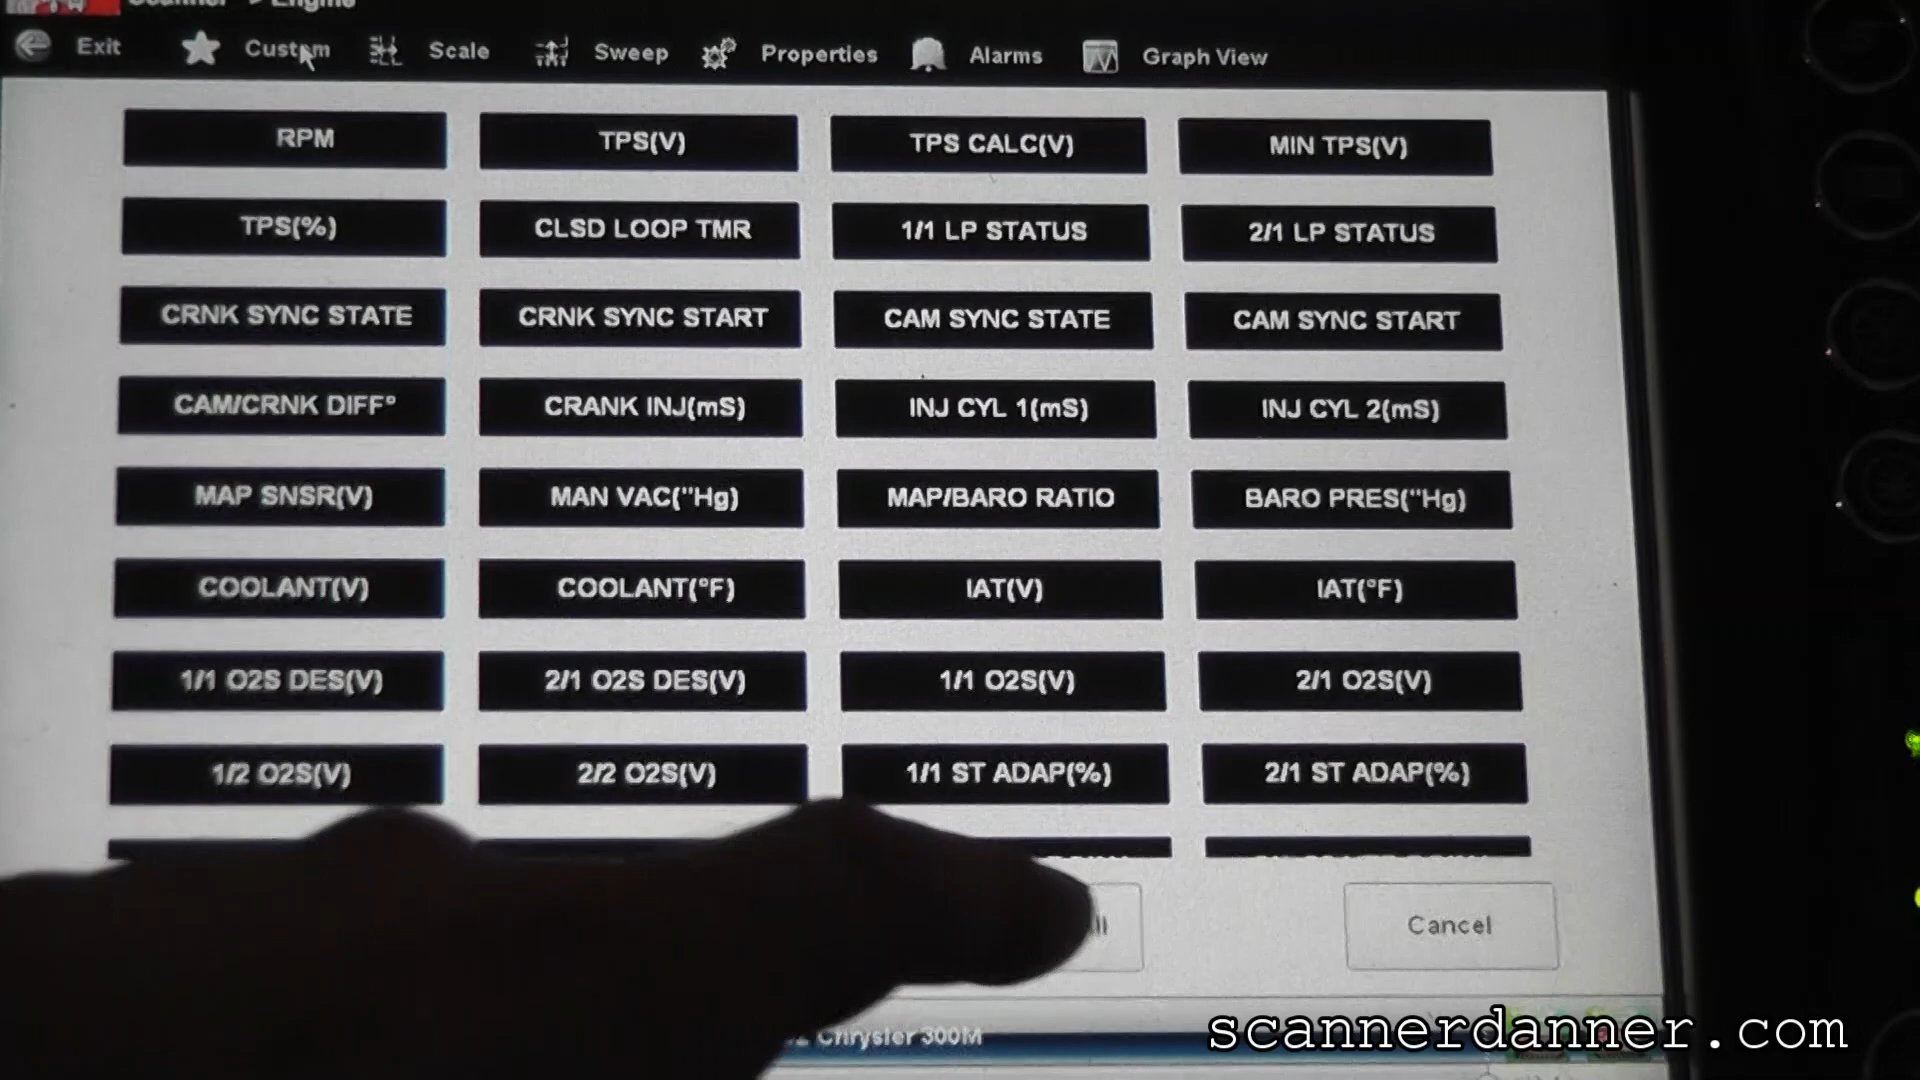 Scanner > Engine
Exit Custom Scale Sweep Properties Alarms Graph View
RPM TPS(V) TPS CALC(V) MIN TPS(V)
TPS(%) CLSD LOOP TMR 1/1 LP STATUS 2/1 LP STATUS
CRNK SYNC STATE CRNK SYNC START CAM SYNC STATE CAM SYNC START
CAM/CRNK DIFF° CRANK INJ(mS) INJ CYL 1(mS) INJ CYL 2(mS)
MAP SNSR(V) MAN VAC("Hg) MAP/BARO RATIO BARO PRES("Hg)
COOLANT(V) COOLANT(°F) IAT(V) IAT(°F)
1/1 O2S DES(V) 2/1 O2S DES(V) 1/1 O2S(V) 2/1 O2S(V)
1/2 O2S(V) 2/2 O2S(V) 1/1 ST ADAP(%) 2/1 ST ADAP(%)
Cancel
Chrysler 300M
scannerdanner.com